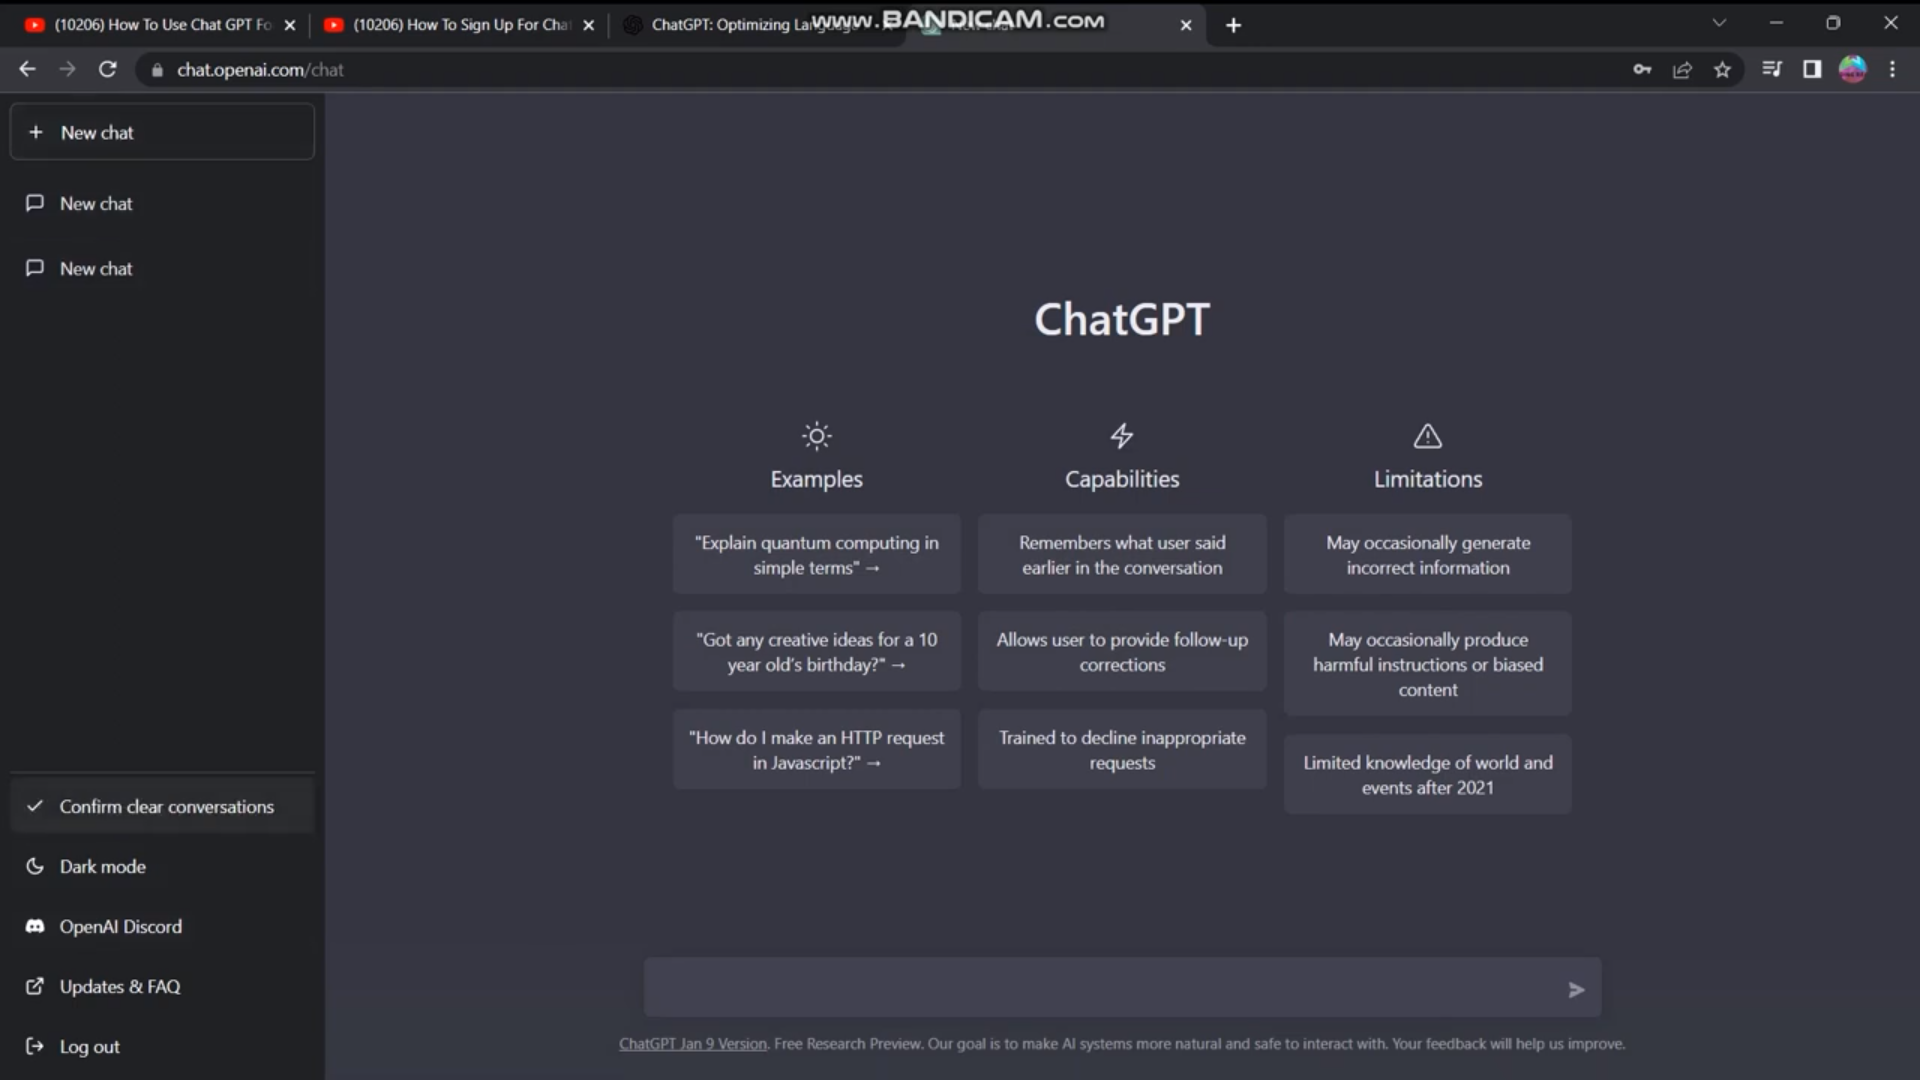 (10206) How To Use Chat GPT Fo
(10206) How To Sign Up For Cha
ChatGPT: Optimizing Language
www.BANDICAM.com
chat.openai.com/chat
New chat
New chat
New chat
ChatGPT
Examples
Capabilities
Limitations
"Explain quantum computing in
simple terms" →
Remembers what user said
earlier in the conversation
May occasionally generate
incorrect information
"Got any creative ideas for a 10
year old's birthday?" →
Allows user to provide follow-up
corrections
May occasionally produce
harmful instructions or biased
content
"How do I make an HTTP request
in Javascript?" →
Trained to decline inappropriate
requests
Limited knowledge of world and
events after 2021
Confirm clear conversations
Dark mode
OpenAI Discord
Updates & FAQ
Log out
ChatGPT Jan 9 Version. Free Research Preview. Our goal is to make AI systems more natural and safe to interact with. Your feedback will help us improve.